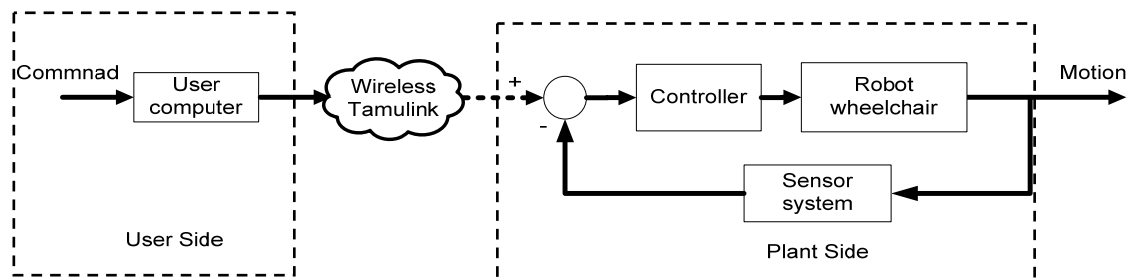 Commnad
User
computer
Wireless
Tamulink
+
-
Controller
Robot
wheelchair
Motion
Sensor
system
User Side
Plant Side